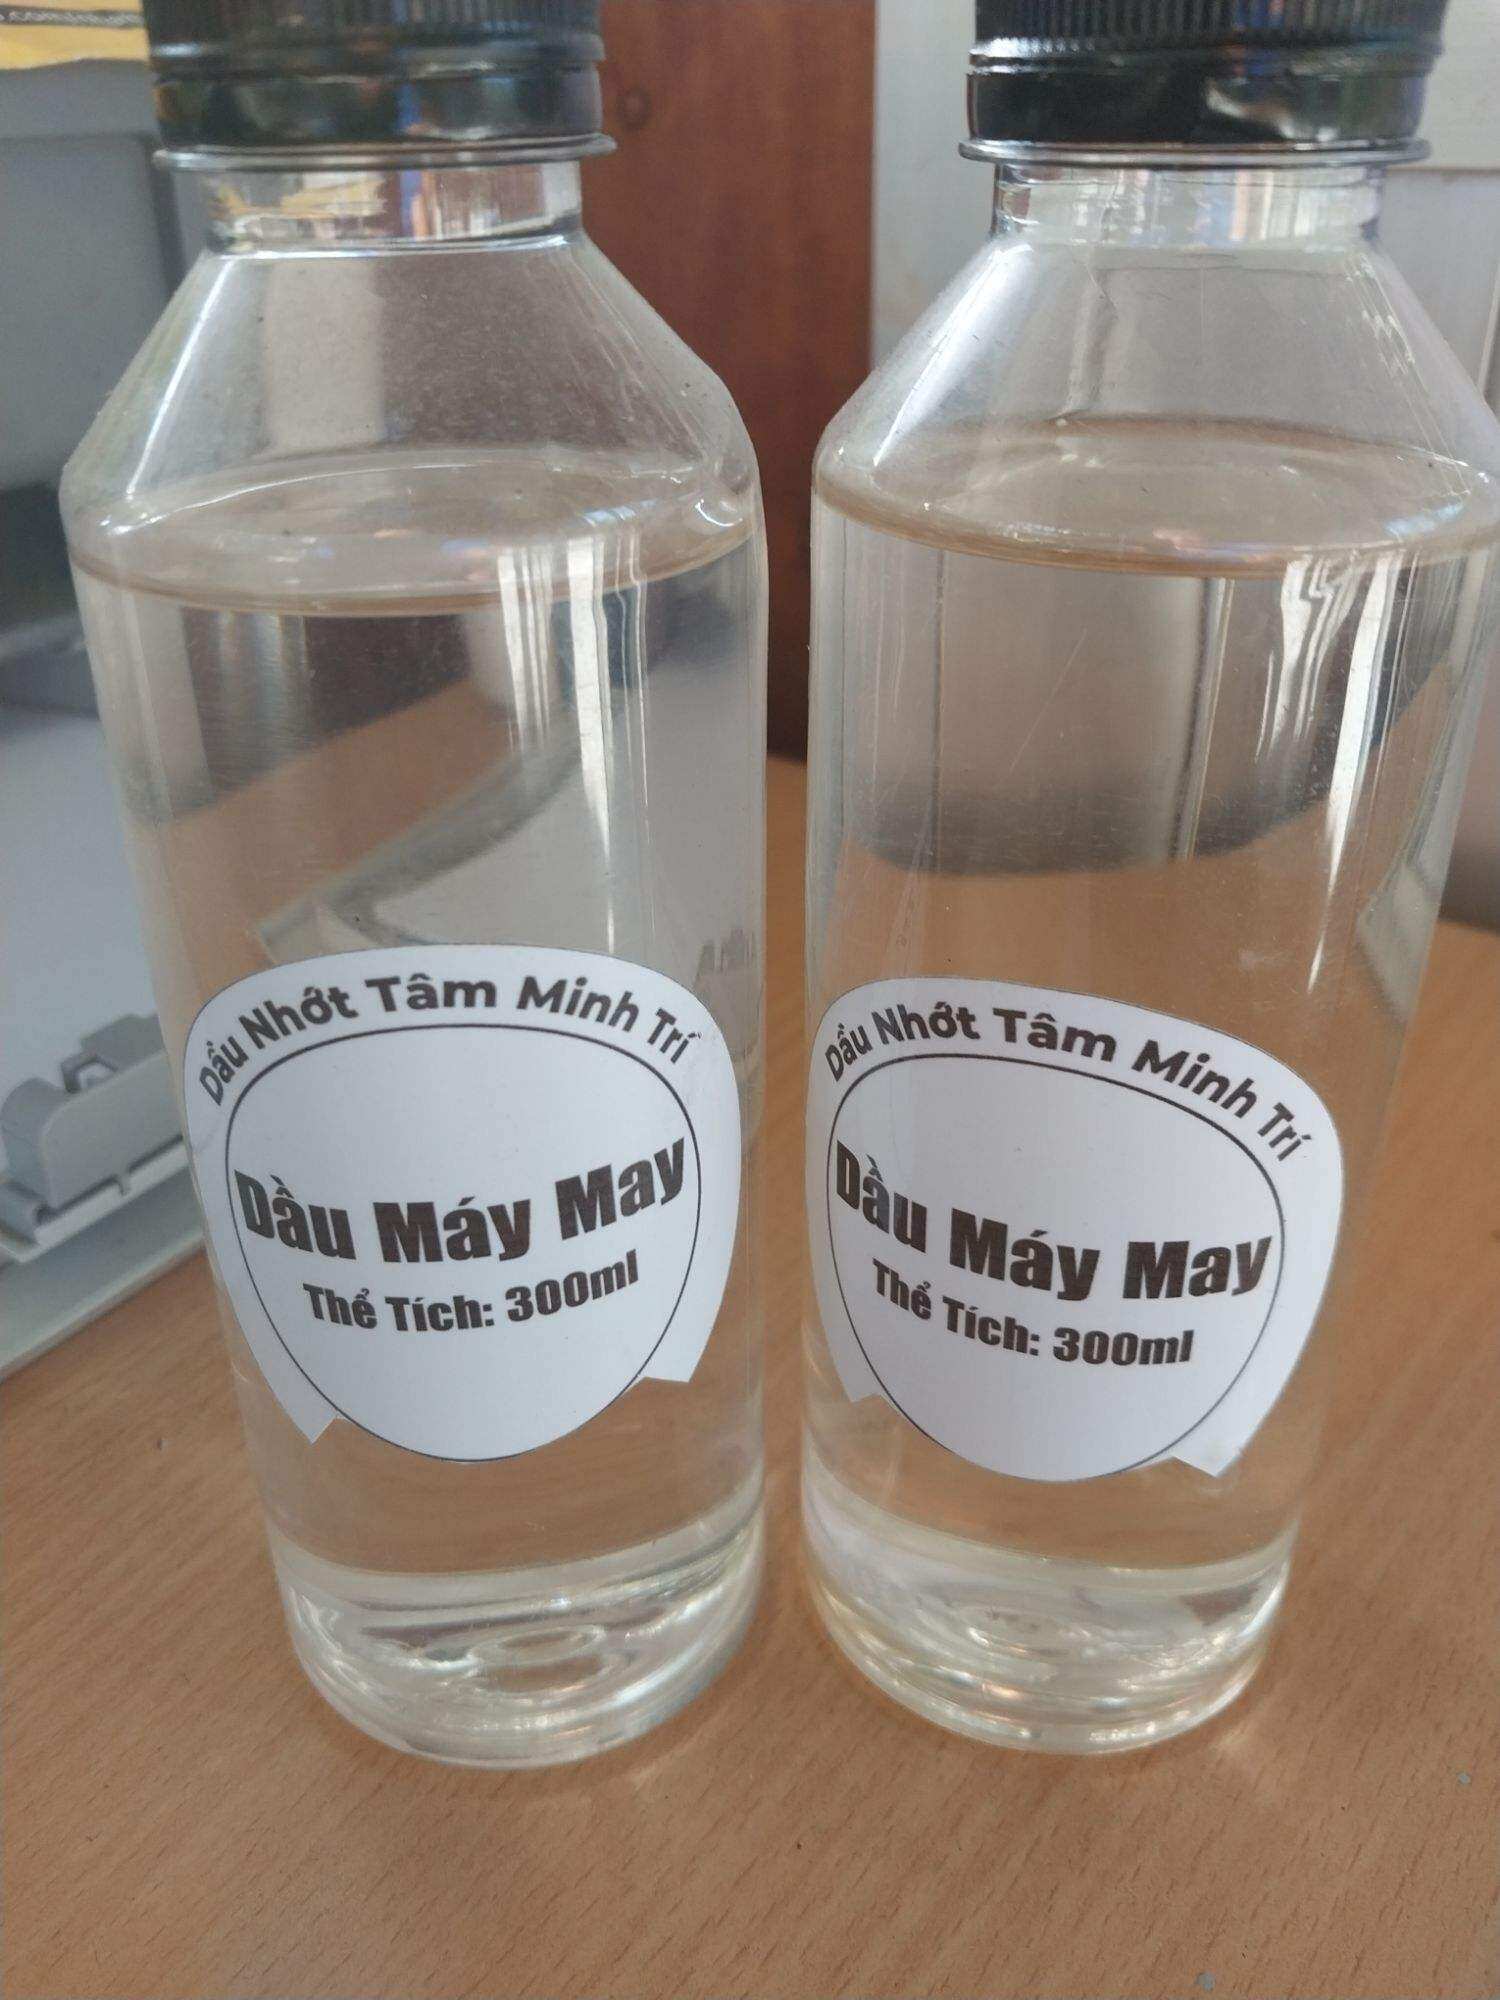 Dầu Nhớt Tâm Minh Trí
Dầu Máy May
Thể Tích: 300ml
Dầu Nhớt Tâm Minh Trí
Dầu Máy May
Thể Tích: 300ml